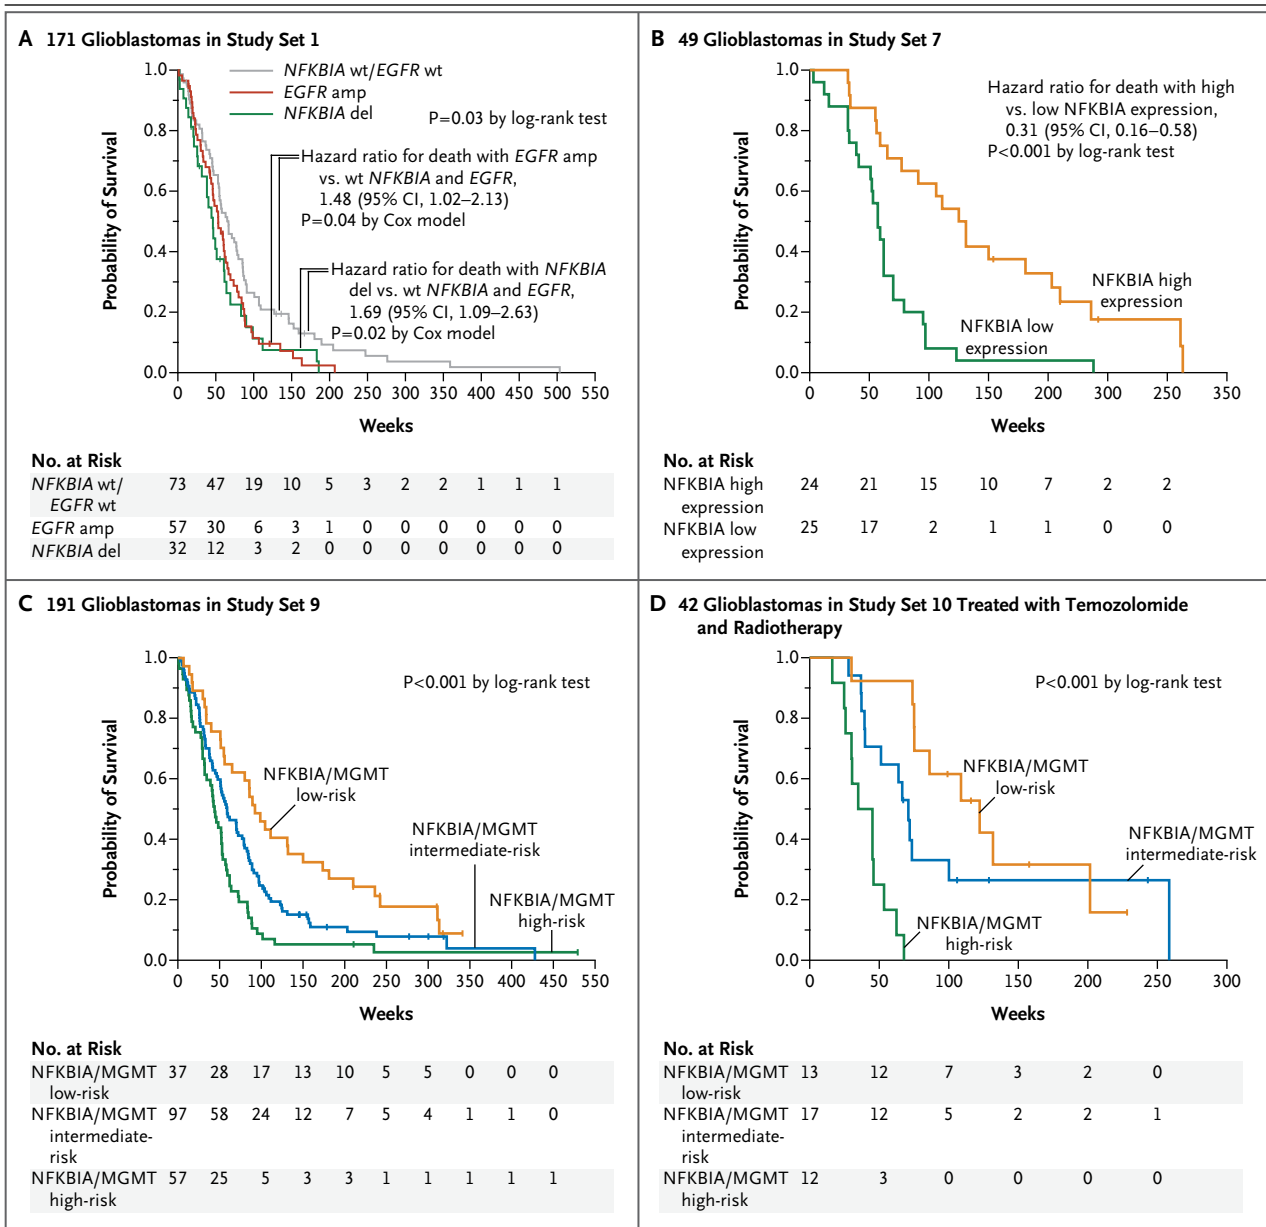 A 171 Glioblastomas in Study Set 1
1.0
0.8
0.6
0.4
0.2
0.0
Probability of Survival
NFKBIA wt/EGFR wt
EGFR amp
NFKBIA del
P=0.03 by log-rank test
Hazard ratio for death with EGFR amp
vs. wt NFKBIA and EGFR,
1.48 (95% CI, 1.02–2.13)
P=0.04 by Cox model
Hazard ratio for death with NFKBIA
del vs. wt NFKBIA and EGFR,
1.69 (95% CI, 1.09–2.63)
P=0.02 by Cox model
0 50 100 150 200 250 300 350 400 450 500 550
Weeks
No. at Risk
NFKBIA wt/ 73 47 19 10 5 3 2 2 1 1 1
EGFR wt
EGFR amp 57 30 6 3 1 0 0 0 0 0 0
NFKBIA del 32 12 3 2 0 0 0 0 0 0 0
B 49 Glioblastomas in Study Set 7
1.0
0.8
0.6
0.4
0.2
0.0
Probability of Survival
Hazard ratio for death with high
vs. low NFKBIA expression,
0.31 (95% CI, 0.16–0.58)
P<0.001 by log-rank test
NFKBIA high
expression
NFKBIA low
expression
0 50 100 150 200 300 250 350
Weeks
No. at Risk
NFKBIA high 24 21 15 10 7 2 2
expression
NFKBIA low 25 17 2 1 1 0 0
expression
C 191 Glioblastomas in Study Set 9
1.0
0.8
0.6
0.4
0.2
0.0
Probability of Survival
P<0.001 by log-rank test
NFKBIA/MGMT
low-risk
NFKBIA/MGMT
intermediate-risk
NFKBIA/MGMT
high-risk
0 50 100 150 200 250 300 350 400 450 550
Weeks
No. at Risk
NFKBIA/MGMT 37 28 17 13 10 5 5 0 0 0
low-risk
NFKBIA/MGMT 97 58 24 12 7 5 4 1 1 0
intermediate-
risk
NFKBIA/MGMT 57 25 5 3 3 1 1 1 1 1
high-risk
D 42 Glioblastomas in Study Set 10 Treated with Temozolomide
and Radiotherapy
1.0
0.8
0.6
0.4
0.2
0.0
Probability of Survival
P<0.001 by log-rank test
NFKBIA/MGMT
low-risk
NFKBIA/MGMT
intermediate-risk
NFKBIA/MGMT
high-risk
0 50 100 150 200 300
Weeks
No. at Risk
NFKBIA/MGMT 13 12 7 3 2 0
low-risk
NFKBIA/MGMT 17 12 5 2 2 1
intermediate-
risk
NFKBIA/MGMT 12 3 0 0 0 0
high-risk